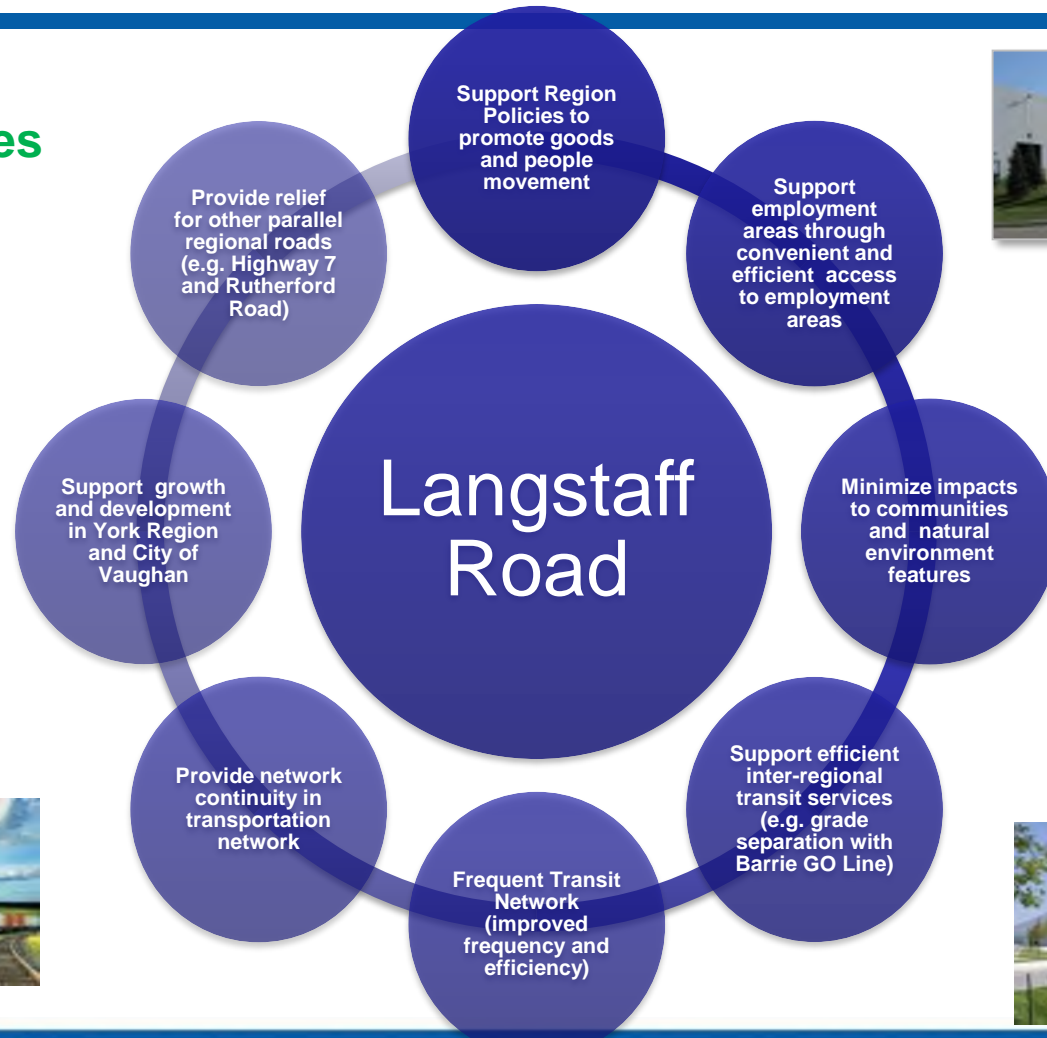 es
Support Region
Policies to
promote goods
and people
movement
Support
employment
areas through
convenient and
efficient access
to employment
areas
Minimize impacts
to communities
and natural
environment
features
Support efficient
inter-regional
transit services
(e.g. grade
separation with
Barrie GO Line)
Frequent Transit
Network
(improved
frequency and
efficiency)
Provide network
continuity in
transportation
network
Support growth
and development
in York Region
and City of
Vaughan
Provide relief
for other parallel
regional roads
(e.g. Highway 7
and Rutherford
Road)
Langstaff
Road